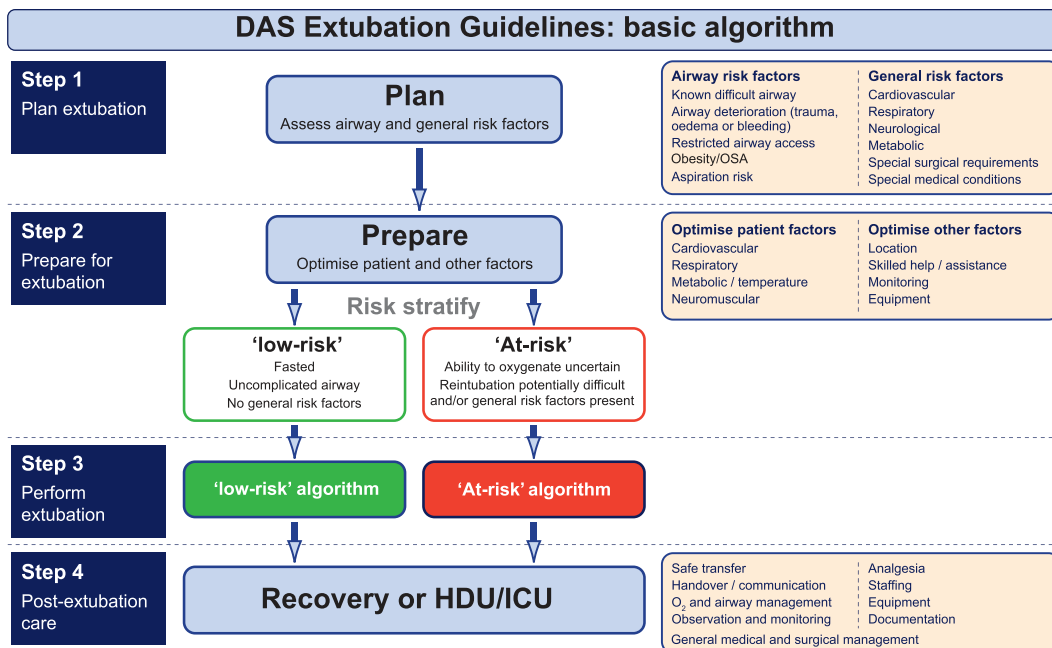 DAS Extubation Guidelines: basic algorithm
Step 1
Plan extubation
Plan
Assess airway and general risk factors
Airway risk factors
Known difficult airway
Airway deterioration (trauma,
oedema or bleeding)
Restricted airway access
Obesity/OSA
Aspiration risk
General risk factors
Cardiovascular
Respiratory
Neurological
Metabolic
Special surgical requirements
Special medical conditions
Step 2
Prepare for
extubation
Prepare
Optimise patient and other factors
Optimise patient factors
Cardiovascular
Respiratory
Metabolic / temperature
Neuromuscular
Optimise other factors
Location
Skilled help / assistance
Monitoring
Equipment
Risk stratify
‘low-risk’
Fasted
Uncomplicated airway
No general risk factors
‘At-risk’
Ability to oxygenate uncertain
Reintubation potentially difficult
and/or general risk factors present
Step 3
Perform
extubation
‘low-risk’ algorithm
‘At-risk’ algorithm
Step 4
Post-extubation
care
Recovery or HDU/ICU
Safe transfer
Handover / communication
O₂ and airway management
Observation and monitoring
Analgesia
Staffing
Equipment
Documentation
General medical and surgical management